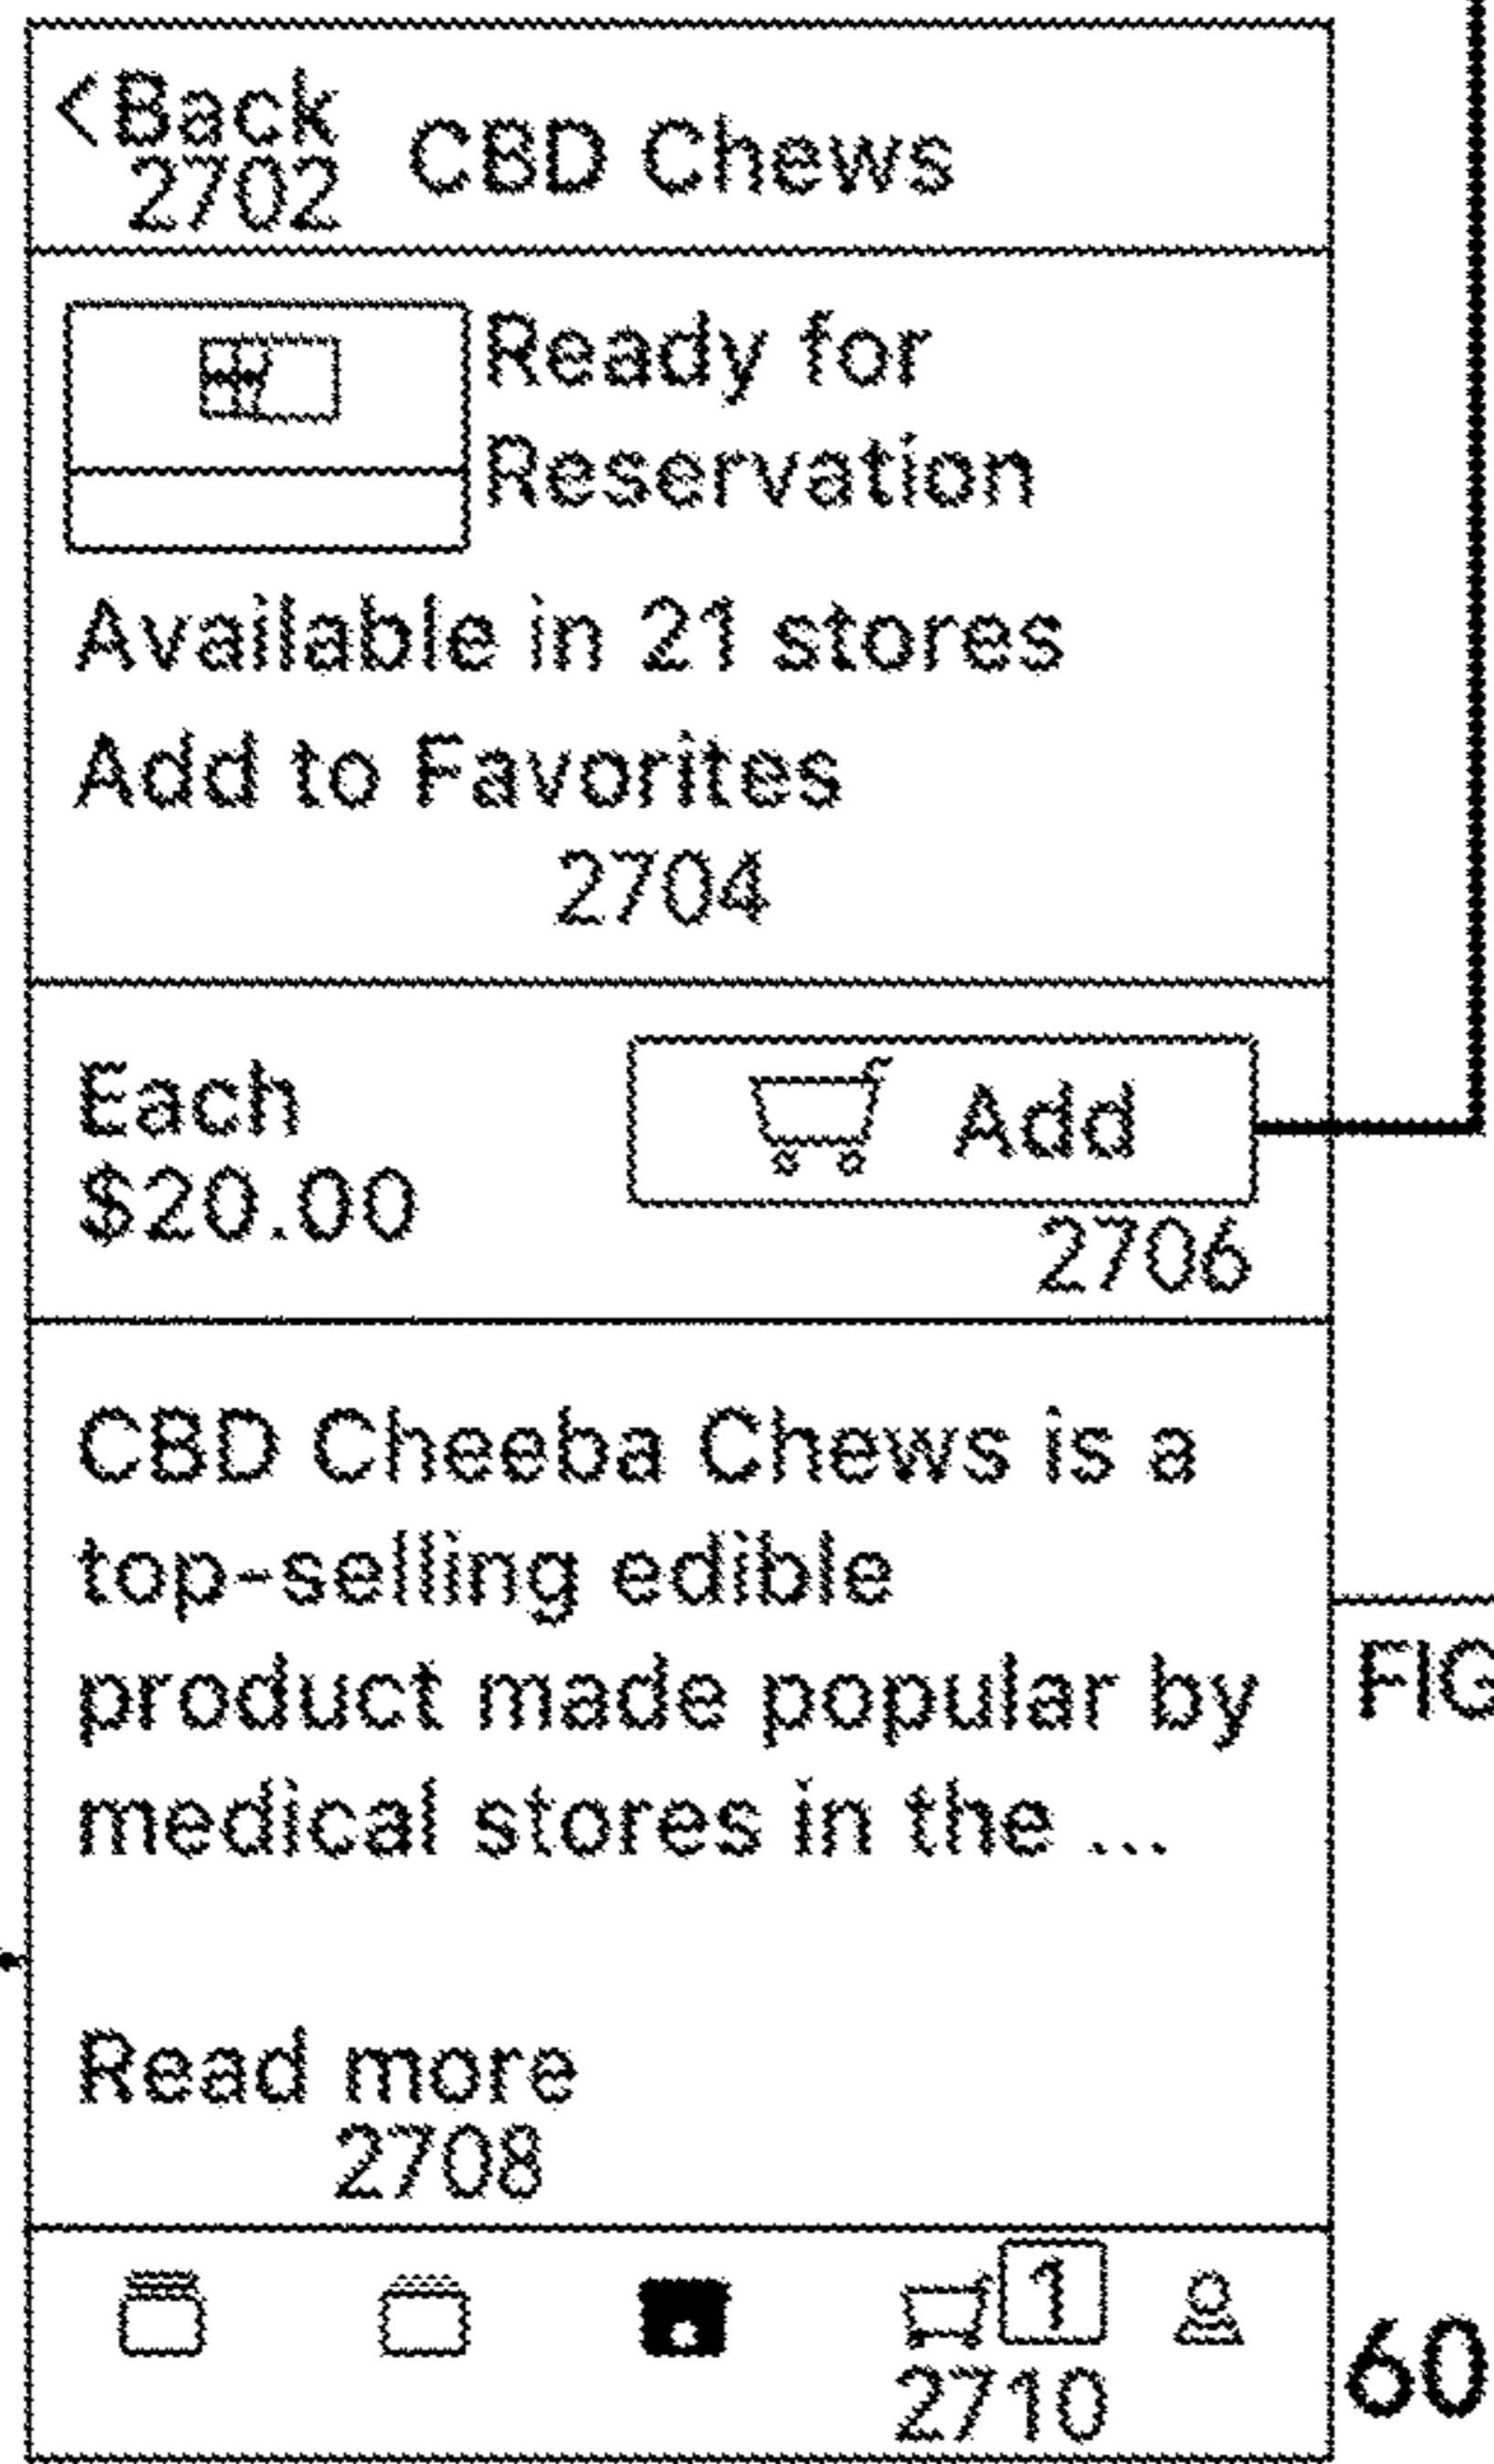 <Back
2702
CBD Chews
Ready for
Reservation
Available in 21 stores
Add to Favorites
2704
Each
$20.00
Add
2706
CBD Cheeba Chews is a
top-selling edible
product made popular by
medical stores in the ...
Read more
2708
FIG
1
2710
60